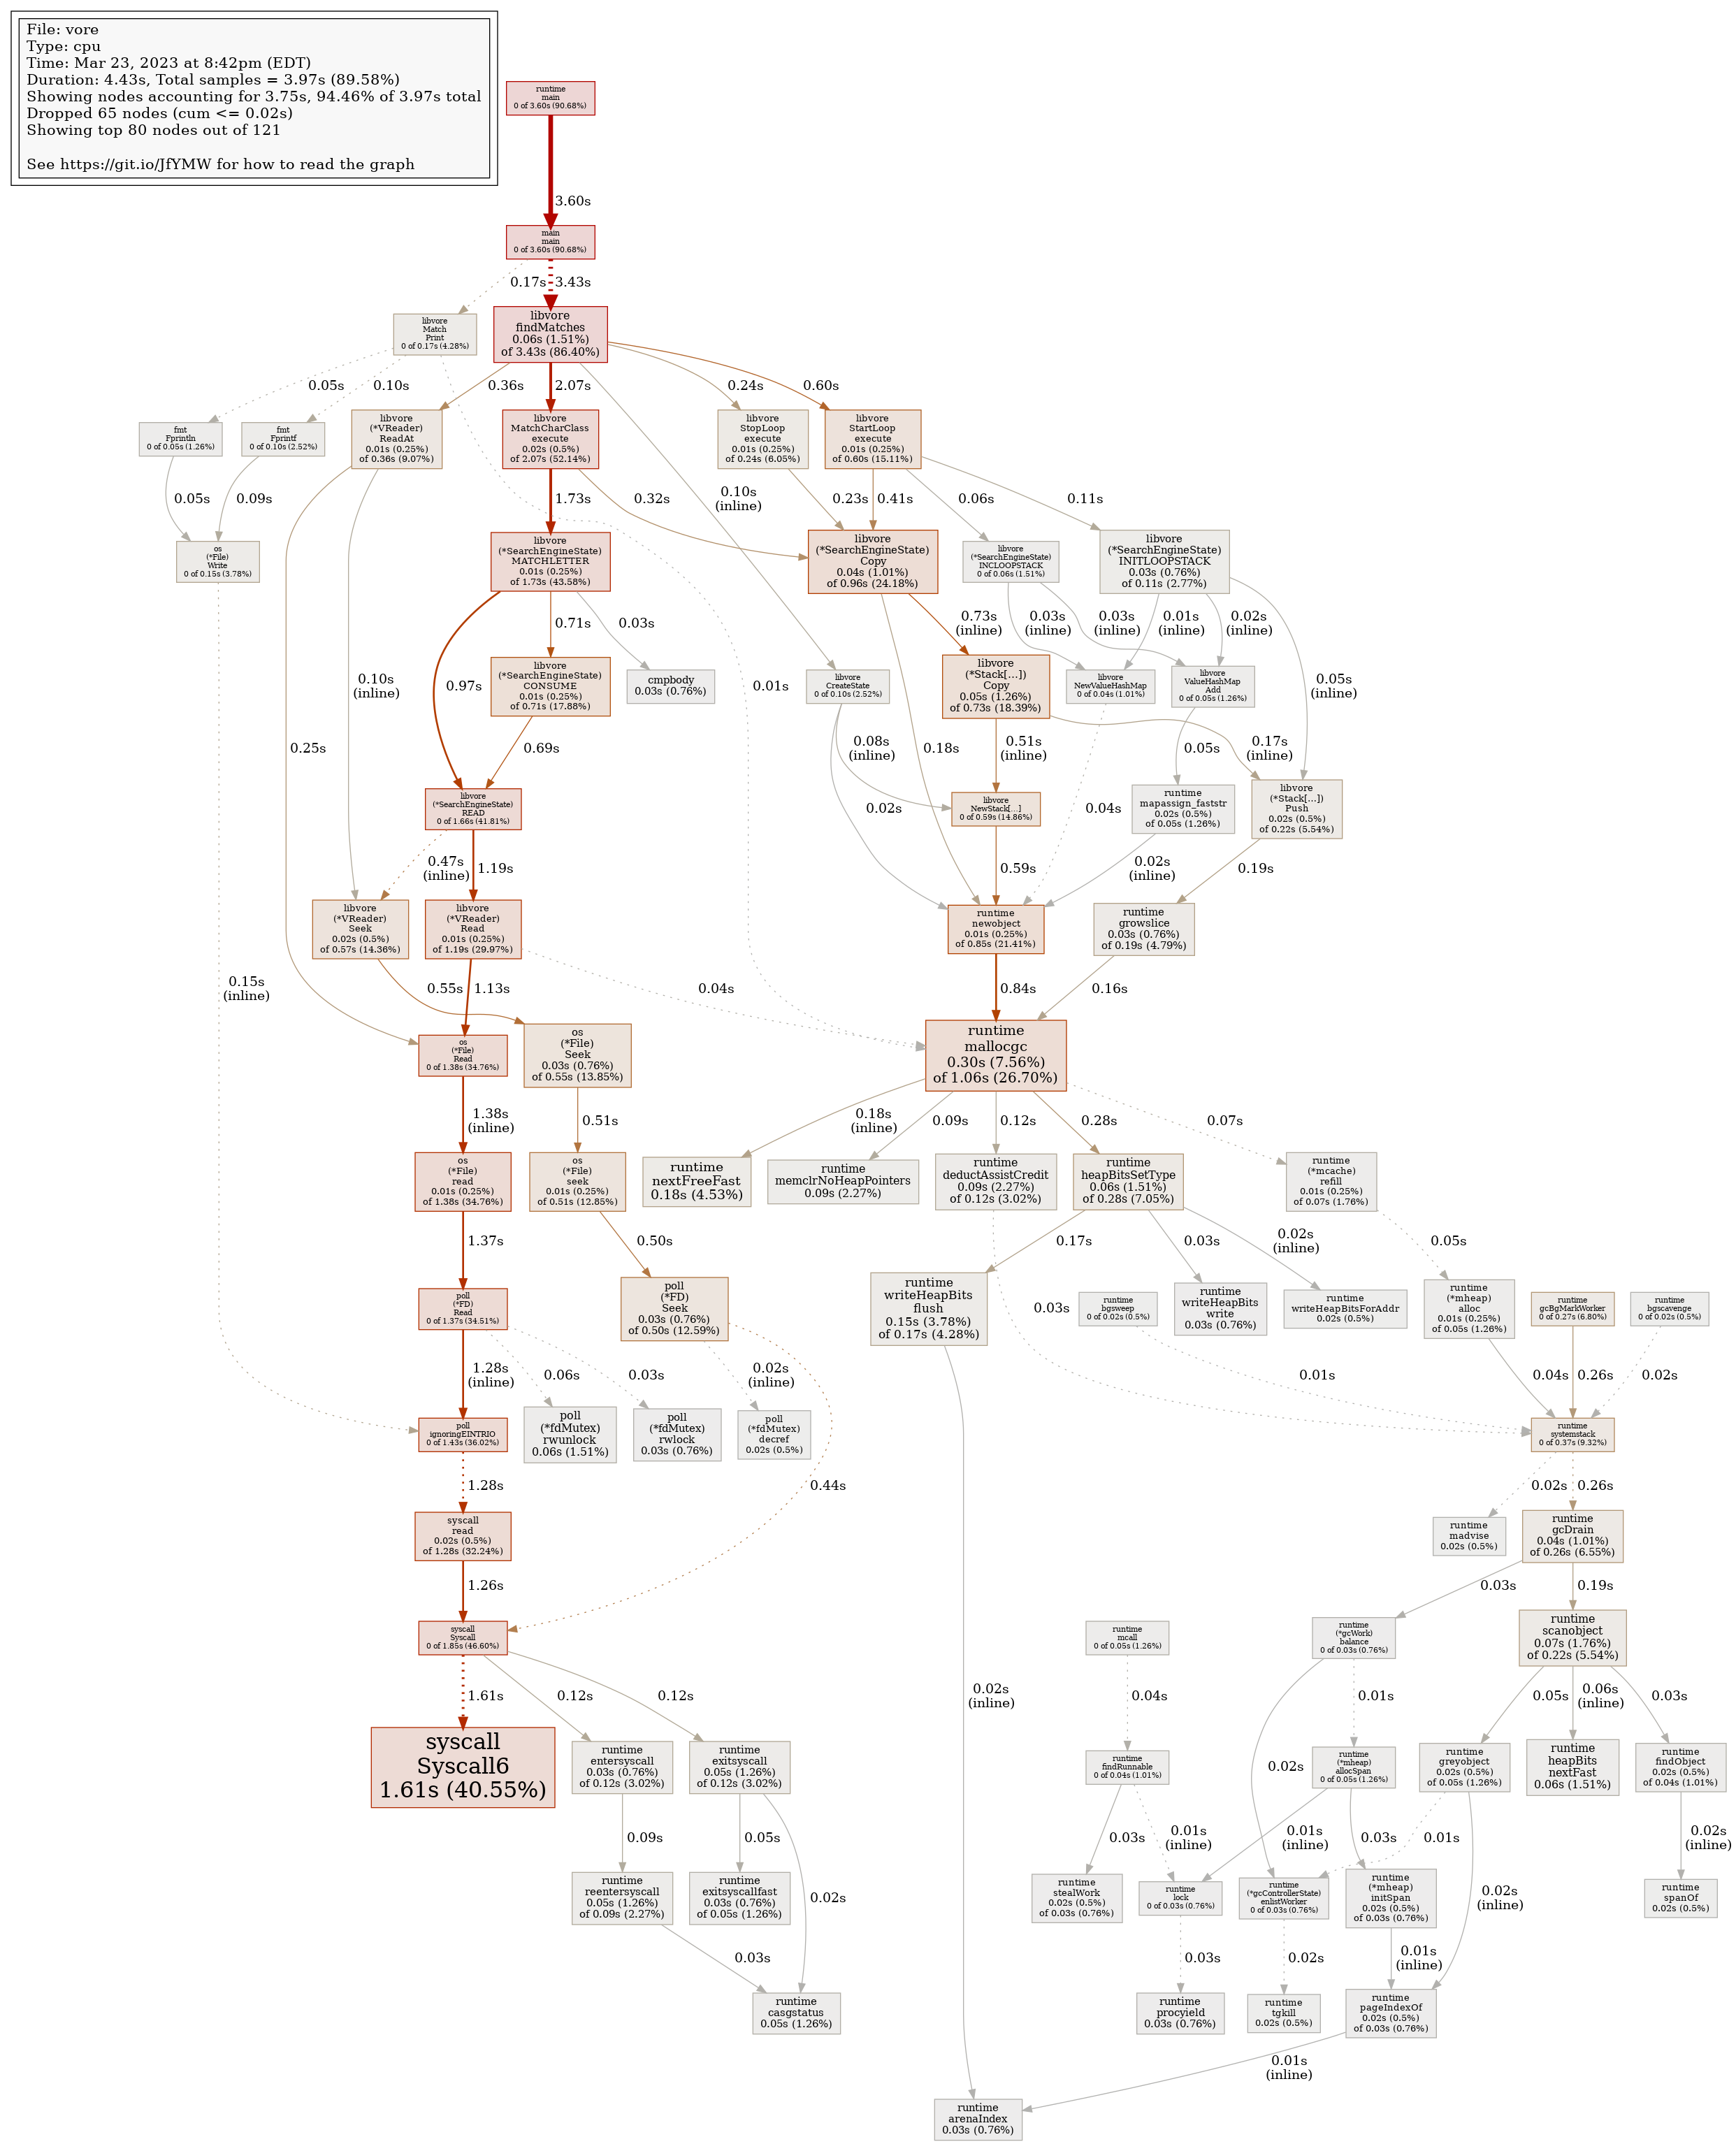 File: vore
Type: cpu
Time: Mar 23, 2023 at 8:42pm (EDT)
Duration: 4.43s, Total samples = 3.97s (89.58%)
Showing nodes accounting for 3.75s, 94.46% of 3.97s total
Dropped 65 nodes (cum <= 0.02s)
Showing top 80 nodes out of 121
See https://git.io/JfYMW for how to read the graph
runtime
main
0 of 3.60s (90.68%)
3.60s
main
main
0 of 3.60s (90.68%)
0.17s
3.43s
libvore
Match
Print
0 of 0.17s (4.28%)
libvore
findMatches
0.06s (1.51%)
of 3.43s (86.40%)
0.05s
0.10s
0.36s
2.07s
0.24s
0.60s
fmt
Fprintln
0 of 0.05s (1.26%)
fmt
Fprintf
0 of 0.10s (2.52%)
libvore
(*VReader)
ReadAt
0.01s (0.25%)
of 0.36s (9.07%)
libvore
MatchCharClass
execute
0.02s (0.5%)
of 2.07s (52.14%)
libvore
StopLoop
execute
0.01s (0.25%)
of 0.24s (6.05%)
libvore
StartLoop
execute
0.01s (0.25%)
of 0.60s (15.11%)
0.05s
0.09s
1.73s
0.32s
0.10s
(inline)
0.23s
0.41s
0.06s
0.11s
os
(*File)
Write
0 of 0.15s (3.78%)
libvore
(*SearchEngineState)
MATCHLETTER
0.01s (0.25%)
of 1.73s (43.58%)
libvore
(*SearchEngineState)
Copy
0.04s (1.01%)
of 0.96s (24.18%)
libvore
(*SearchEngineState)
INCLOOPSTACK
0 of 0.06s (1.51%)
libvore
(*SearchEngineState)
INITLOOPSTACK
0.03s (0.76%)
of 0.11s (2.77%)
0.71s
0.03s
0.73s
(inline)
0.03s
(inline)
0.03s
(inline)
0.01s
(inline)
0.02s
(inline)
0.10s
(inline)
0.97s
libvore
(*SearchEngineState)
CONSUME
0.01s (0.25%)
of 0.71s (17.88%)
cmpbody
0.03s (0.76%)
0.01s
libvore
CreateState
0 of 0.10s (2.52%)
libvore
(*Stack[...])
Copy
0.05s (1.26%)
of 0.73s (18.39%)
libvore
NewValueHashMap
0 of 0.04s (1.01%)
libvore
ValueHashMap
Add
0 of 0.05s (1.26%)
0.05s
(inline)
0.25s
0.69s
0.08s
(inline)
0.18s
0.51s
(inline)
0.05s
0.17s
(inline)
libvore
(*SearchEngineState)
READ
0 of 1.66s (41.81%)
0.02s
libvore
NewStack[...]
0 of 0.59s (14.86%)
0.04s
runtime
mapassign_faststr
0.02s (0.5%)
of 0.05s (1.26%)
libvore
(*Stack[...])
Push
0.02s (0.5%)
of 0.22s (5.54%)
0.47s
(inline)
1.19s
0.59s
0.02s
(inline)
0.19s
libvore
(*VReader)
Seek
0.02s (0.5%)
of 0.57s (14.36%)
libvore
(*VReader)
Read
0.01s (0.25%)
of 1.19s (29.97%)
runtime
newobject
0.01s (0.25%)
of 0.85s (21.41%)
runtime
growslice
0.03s (0.76%)
of 0.19s (4.79%)
0.15s
(inline)
0.55s
1.13s
0.04s
0.84s
0.16s
os
(*File)
Read
0 of 1.38s (34.76%)
os
(*File)
Seek
0.03s (0.76%)
of 0.55s (13.85%)
runtime
mallocgc
0.30s (7.56%)
of 1.06s (26.70%)
1.38s
(inline)
0.51s
0.18s
(inline)
0.09s
0.12s
0.28s
0.07s
os
(*File)
read
0.01s (0.25%)
of 1.38s (34.76%)
os
(*File)
seek
0.01s (0.25%)
of 0.51s (12.85%)
runtime
nextFreeFast
0.18s (4.53%)
runtime
memclrNoHeapPointers
0.09s (2.27%)
runtime
deductAssistCredit
0.09s (2.27%)
of 0.12s (3.02%)
runtime
heapBitsSetType
0.06s (1.51%)
of 0.28s (7.05%)
runtime
(*mcache)
refill
0.01s (0.25%)
of 0.07s (1.76%)
1.37s
0.50s
0.17s
0.03s
0.02s
(inline)
0.05s
poll
(*FD)
Read
0 of 1.37s (34.51%)
poll
(*FD)
Seek
0.03s (0.76%)
of 0.50s (12.59%)
runtime
writeHeapBits
flush
0.15s (3.78%)
of 0.17s (4.28%)
0.03s
runtime
bgsweep
0 of 0.02s (0.5%)
runtime
writeHeapBits
write
0.03s (0.76%)
runtime
writeHeapBitsForAddr
0.02s (0.5%)
runtime
(*mheap)
alloc
0.01s (0.25%)
of 0.05s (1.26%)
runtime
gcBgMarkWorker
0 of 0.27s (6.80%)
runtime
bgscavenge
0 of 0.02s (0.5%)
1.28s
(inline)
0.06s
0.03s
0.02s
(inline)
0.01s
0.04s
0.26s
0.02s
poll
ignoringEINTRIO
0 of 1.43s (36.02%)
poll
(*fdMutex)
rwunlock
0.06s (1.51%)
poll
(*fdMutex)
rwlock
0.03s (0.76%)
poll
(*fdMutex)
decref
0.02s (0.5%)
runtime
systemstack
0 of 0.37s (9.32%)
1.28s
0.44s
0.02s
0.26s
syscall
read
0.02s (0.5%)
of 1.28s (32.24%)
runtime
madvise
0.02s (0.5%)
runtime
gcDrain
0.04s (1.01%)
of 0.26s (6.55%)
1.26s
0.03s
0.19s
syscall
Syscall
0 of 1.85s (46.60%)
runtime
mcall
0 of 0.05s (1.26%)
runtime
(*gcWork)
balance
0 of 0.03s (0.76%)
runtime
scanobject
0.07s (1.76%)
of 0.22s (5.54%)
1.61s
0.12s
0.12s
0.02s
(inline)
0.04s
0.01s
0.05s
0.06s
(inline)
0.03s
syscall
Syscall6
1.61s (40.55%)
runtime
entersyscall
0.03s (0.76%)
of 0.12s (3.02%)
runtime
exitsyscall
0.05s (1.26%)
of 0.12s (3.02%)
runtime
findRunnable
0 of 0.04s (1.01%)
0.02s
runtime
(*mheap)
allocSpan
0 of 0.05s (1.26%)
runtime
greyobject
0.02s (0.5%)
of 0.05s (1.26%)
runtime
heapBits
nextFast
0.06s (1.51%)
runtime
findObject
0.02s (0.5%)
of 0.04s (1.01%)
0.09s
0.05s
0.03s
0.01s
(inline)
0.01s
(inline)
0.03s
0.01s
0.02s
(inline)
runtime
reentersyscall
0.05s (1.26%)
of 0.09s (2.27%)
runtime
exitsyscallfast
0.03s (0.76%)
of 0.05s (1.26%)
0.02s
runtime
stealWork
0.02s (0.5%)
of 0.03s (0.76%)
runtime
lock
0 of 0.03s (0.76%)
runtime
(*gcControllerState)
enlistWorker
0 of 0.03s (0.76%)
runtime
(*mheap)
initSpan
0.02s (0.5%)
of 0.03s (0.76%)
0.02s
(inline)
runtime
spanOf
0.02s (0.5%)
0.03s
0.03s
0.02s
0.01s
(inline)
runtime
casgstatus
0.05s (1.26%)
runtime
procyield
0.03s (0.76%)
runtime
tgkill
0.02s (0.5%)
runtime
pageIndexOf
0.02s (0.5%)
of 0.03s (0.76%)
0.01s
(inline)
runtime
arenaIndex
0.03s (0.76%)